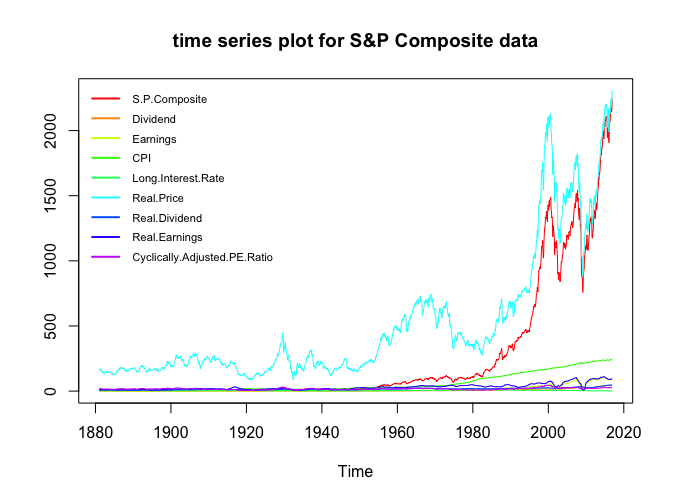 time series plot for S&P Composite data
S.P.Composite
Dividend
Earnings
CPI
Long.Interest.Rate
Real.Price
Real.Dividend
Real.Earnings
Cyclically.Adjusted.PE.Ratio
2000
1500
1000
500
0
1880 1900 1920 1940 1960 1980 2000 2020
Time